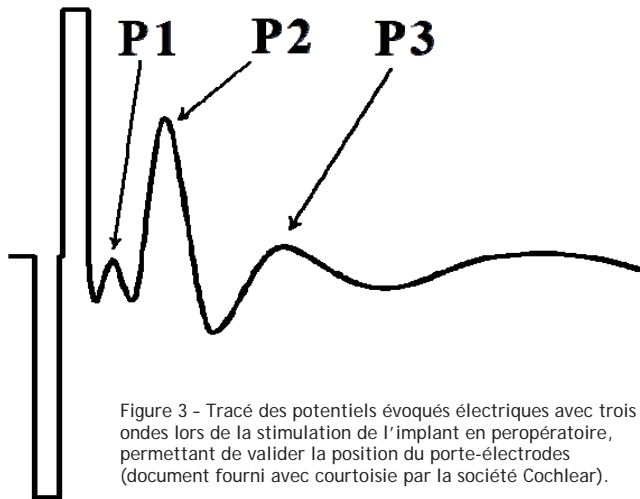 P1 P2 P3
Figure 3 - Tracé des potentiels évoqués électriques avec trois
ondes lors de la stimulation de l'implant en peropératoire,
permettant de valider la position du porte-électrodes
(document fourni avec courtoisie par la société Cochlear).